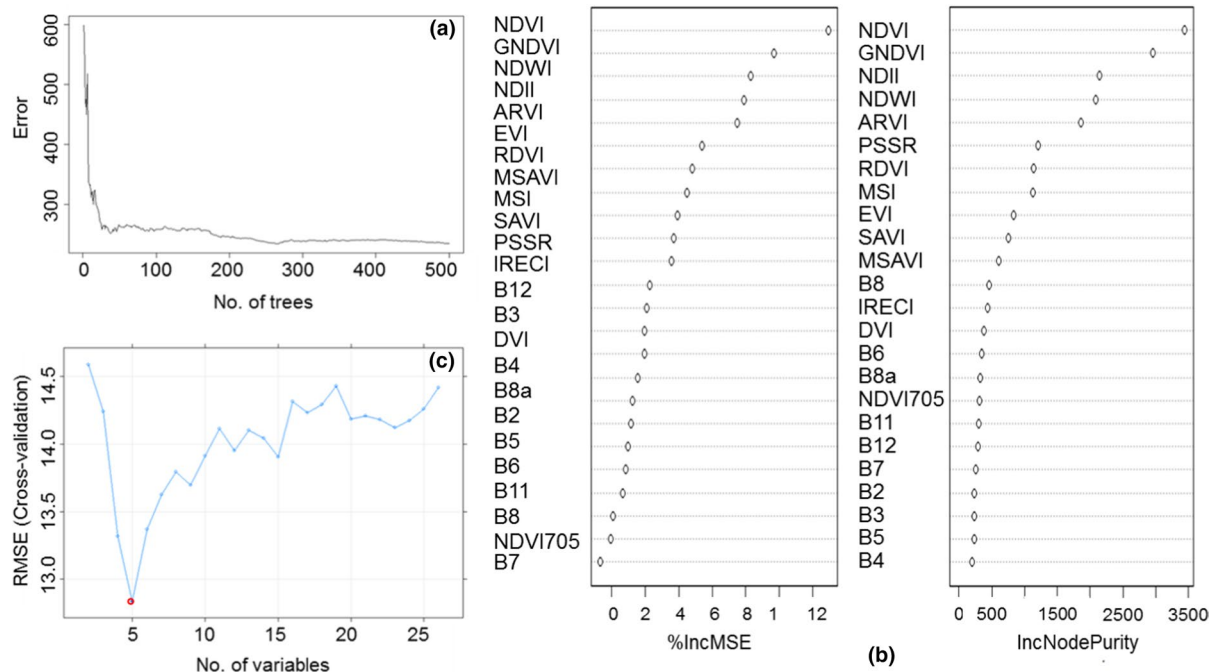 (a)
600
500
400
300
Error
0
100
200
300
400
500
No. of trees
(c)
14.5
14.0
13.5
13.0
RMSE (Cross-validation)
5
10
15
20
25
No. of variables
NDVI
GNDVI
NDWI
NDII
ARVI
EVI
RDVI
MSAVI
MSI
SAVI
PSSR
IRECI
B12
B3
DVI
B4
B8a
B2
B5
B6
B11
B8
NDVI705
B7
0
2
4
6
8
10
12
%IncMSE
NDVI
GNDVI
NDII
NDWI
ARVI
PSSR
RDVI
MSI
EVI
SAVI
MSAVI
B8
IRECI
DVI
B6
B8a
NDVI705
B11
B12
B7
B2
B3
B5
B4
0
500
1500
2500
3500
IncNodePurity
(b)